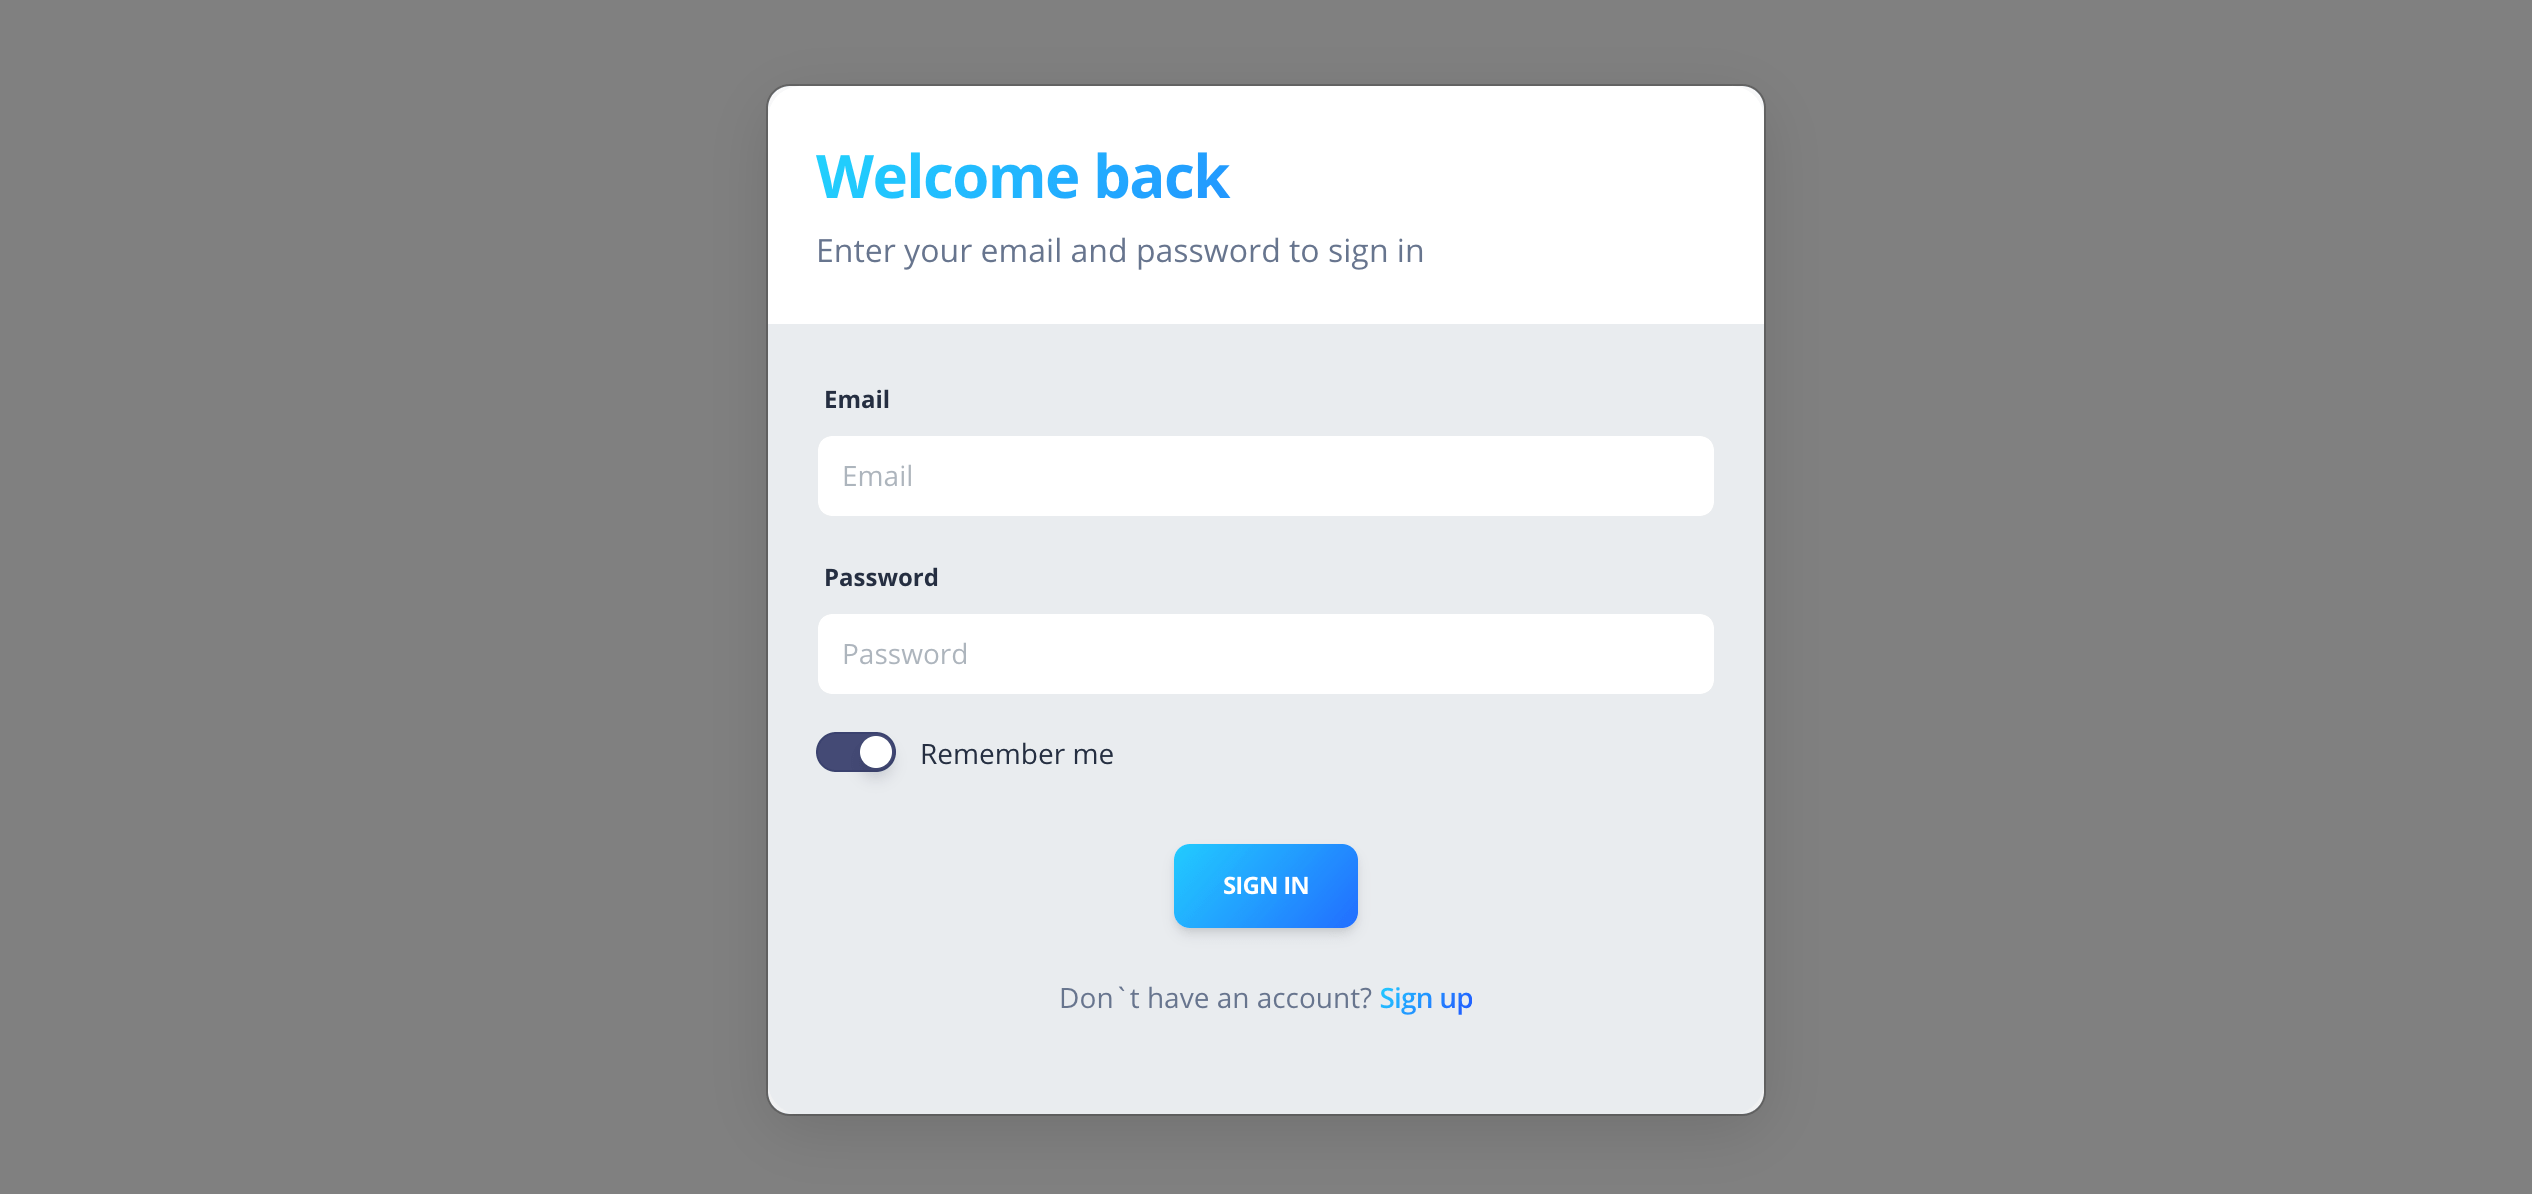 Welcome back
Enter your email and password to sign in
Email
Email
Password
Password
Remember me
SIGN IN
Don`t have an account? Sign up